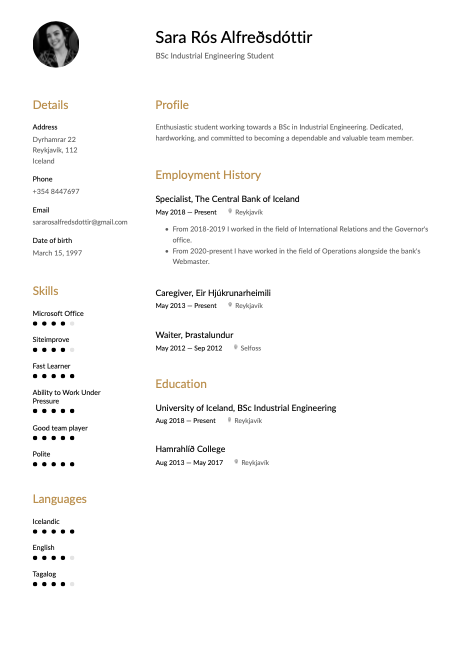 Sara Rós Alfreðsdóttir
BSc Industrial Engineering Student
Details
Address
Dyrhamrar 22
Reykjavik, 112
Iceland
Phone
+354 8447697
Email
sararosalfredsdottir@gmail.com
Date of birth
March 15, 1997
Skills
Microsoft Office
Siteimprove
Fast Learner
Ability to Work Under
Pressure
Good team player
Polite
Languages
Icelandic
English
Tagalog
Profile
Enthusiastic student working towards a BSc in Industrial Engineering. Dedicated,
hardworking, and committed to becoming a dependable and valuable team member.
Employment History
Specialist, The Central Bank of Iceland
May 2018 — Present Reykjavik
• From 2018-2019 I worked in the field of International Relations and the Governor's
office.
• From 2020-present I have worked in the field of Operations alongside the bank's
Webmaster.
Caregiver, Eir Hjúkrunarheimili
May 2013 — Present Reykjavík
Waiter, Þrastalundur
May 2012 — Sep 2012 Selfoss
Education
University of Iceland, BSc Industrial Engineering
Aug 2018 — Present Reykjavík
Hamrahlíð College
Aug 2013 — May 2017 Reykjavík